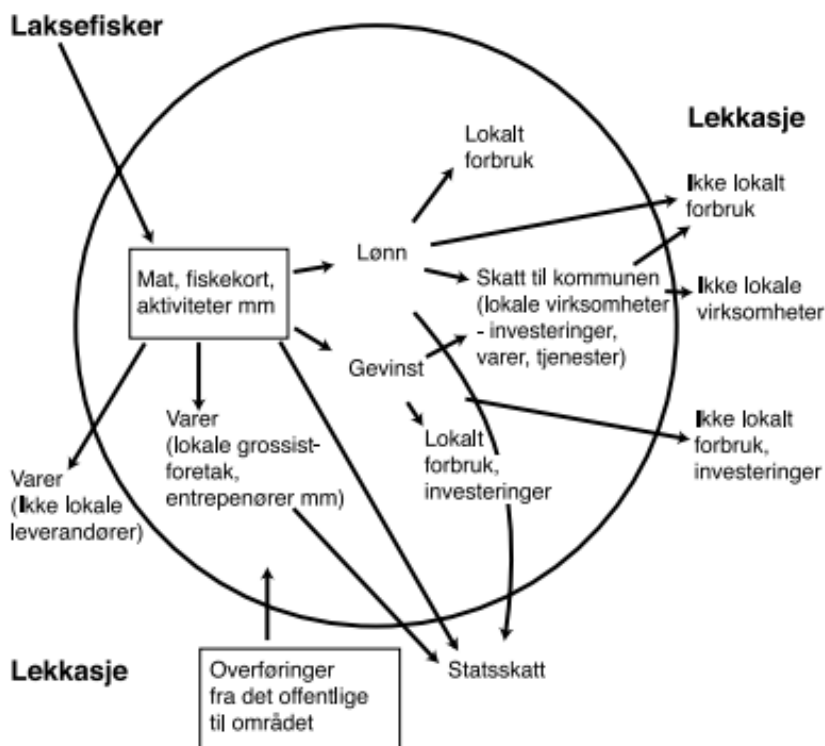 Laksefisker
Lekkasje
Lokalt
forbruk
Ikke lokalt
forbruk
Lønn
Mat, fiskekort,
aktiviteter mm
Skatt til kommunen
(lokale virksomheter
- investeringer,
varer, tjenester)
Ikke lokale
virksomheter
Gevinst
Varer
(lokale grossist-
foretak,
entrepenører mm)
Lokalt
forbruk,
investeringer
Ikke lokalt
forbruk,
investeringer
Varer
(Ikke lokale
leverandører)
Lekkasje
Overføringer
fra det offentlige
til området
Statsskatt